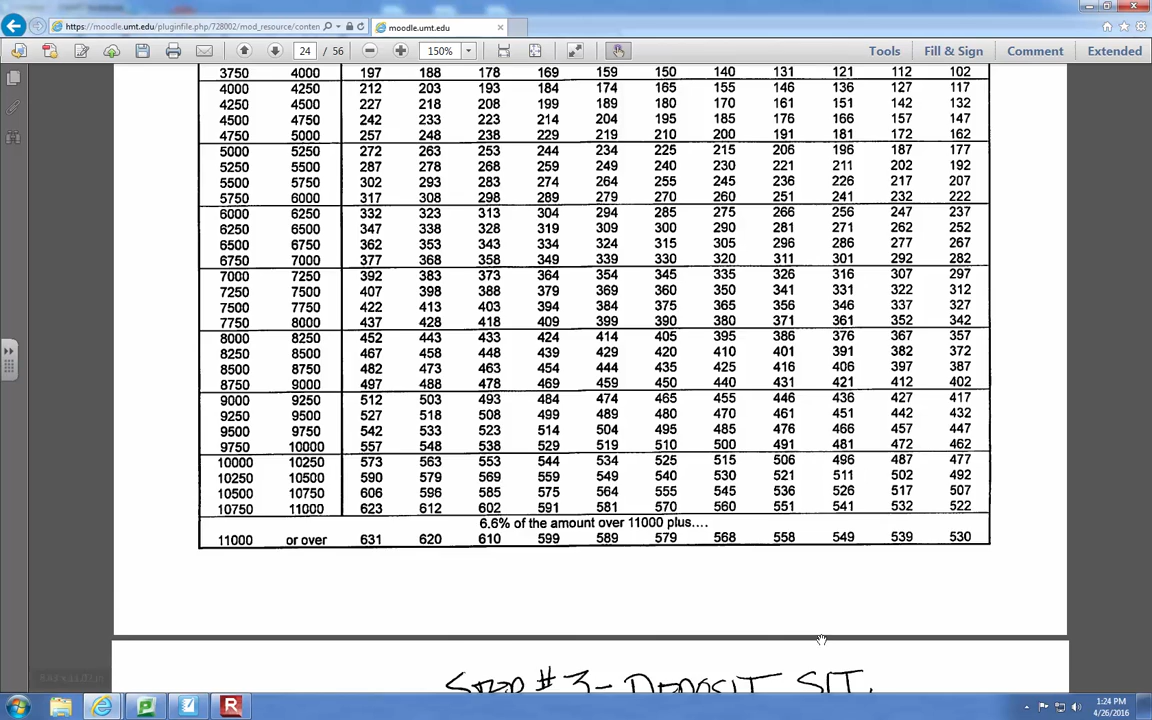 https://moodle.umt.edu/pluginfile.php/728002/mod_resource/conten
moodle.umt.edu
24 / 56
150%
Tools
Fill & Sign
Comment
Extended
3750 4000 197 188 178 169 159 150 140 131 121 112 102
4000 4250 212 203 193 184 174 165 155 146 136 127 117
4250 4500 227 218 208 199 189 180 170 161 151 142 132
4500 4750 242 233 223 214 204 195 185 176 166 157 147
4750 5000 257 248 238 229 219 210 200 191 181 172 162
5000 5250 272 263 253 244 234 225 215 206 196 187 177
5250 5500 287 278 268 259 249 240 230 221 211 202 192
5500 5750 302 293 283 274 264 255 245 236 226 217 207
5750 6000 317 308 298 289 279 270 260 251 241 232 222
6000 6250 332 323 313 304 294 285 275 266 256 247 237
6250 6500 347 338 328 319 309 300 290 281 271 262 252
6500 6750 362 353 343 334 324 315 305 296 286 277 267
6750 7000 377 368 358 349 339 330 320 311 301 292 282
7000 7250 392 383 373 364 354 345 335 326 316 307 297
7250 7500 407 398 388 379 369 360 350 341 331 322 312
7500 7750 422 413 403 394 384 375 365 356 346 337 327
7750 8000 437 428 418 409 399 390 380 371 361 352 342
8000 8250 452 443 433 424 414 405 395 386 376 367 357
8250 8500 467 458 448 439 429 420 410 401 391 382 372
8500 8750 482 473 463 454 444 435 425 416 406 397 387
8750 9000 497 488 478 469 459 450 440 431 421 412 402
9000 9250 512 503 493 484 474 465 455 446 436 427 417
9250 9500 527 518 508 499 489 480 470 461 451 442 432
9500 9750 542 533 523 514 504 495 485 476 466 457 447
9750 10000 557 548 538 529 519 510 500 491 481 472 462
10000 10250 573 563 553 544 534 525 515 506 496 487 477
10250 10500 590 579 569 559 549 540 530 521 511 502 492
10500 10750 606 596 585 575 564 555 545 536 526 517 507
10750 11000 623 612 602 591 581 570 560 551 541 532 522
6.6% of the amount over 11000 plus....
11000 or over 631 620 610 599 589 579 568 558 549 539 530
STEP #3- DEPOSIT SIT.
1:24 PM
4/26/2016